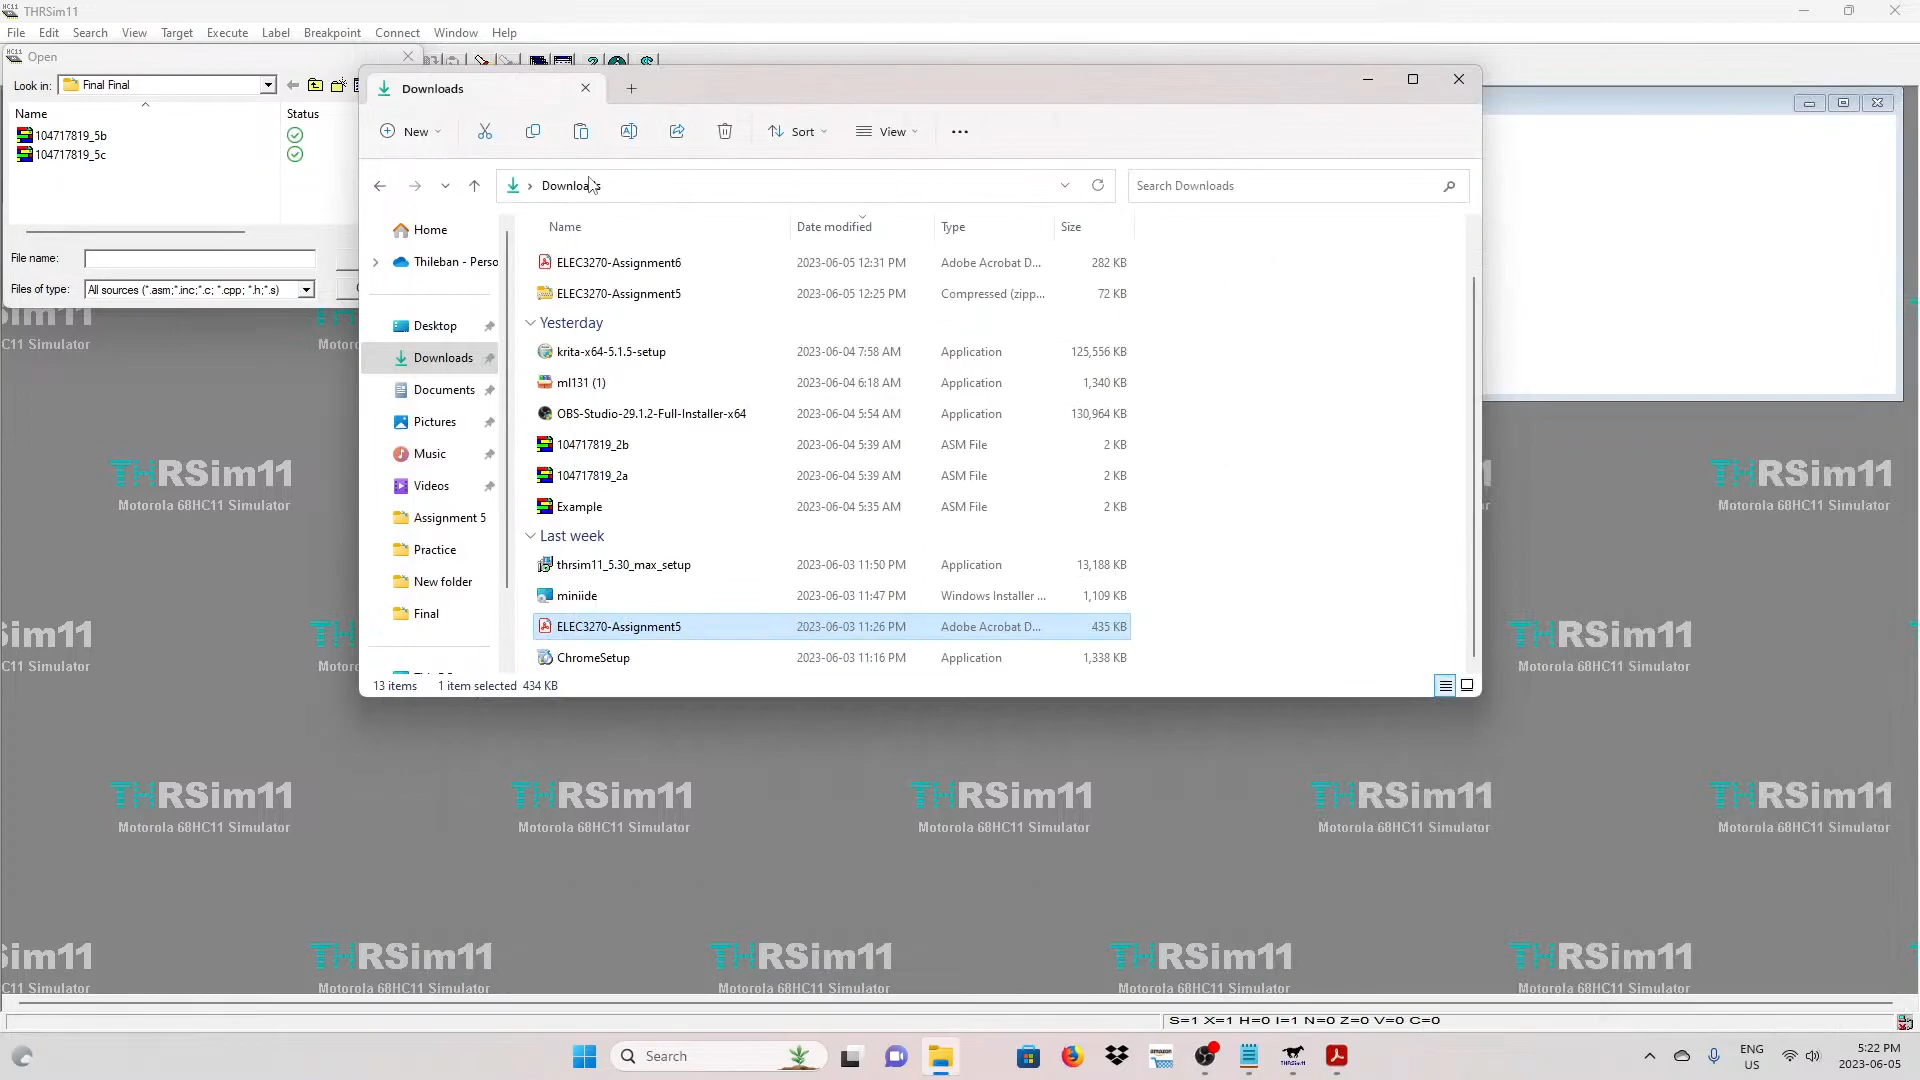 THRSim11
File Edit Search View Target Execute Label Breakpoint Connect Window Help
Open
Look in: Final Final
Name Status
104717819_5b
104717819_5c
File name:
Files of type: All sources (*.asm;*.inc;*.c; *.cpp; *.h;*.s)
Downloads
New Sort View
Downloads
Search Downloads
Home
Thileban - Perso
Desktop
Downloads
Documents
Pictures
Music
Videos
Assignment 5
Practice
New folder
Final
Name Date modified Type Size
ELEC3270-Assignment6 2023-06-05 12:31 PM Adobe Acrobat D... 282 KB
ELEC3270-Assignment5 2023-06-05 12:25 PM Compressed (zipp... 72 KB
Yesterday
krita-x64-5.1.5-setup 2023-06-04 7:58 AM Application 125,556 KB
ml131 (1) 2023-06-04 6:18 AM Application 1,340 KB
OBS-Studio-29.1.2-Full-Installer-x64 2023-06-04 5:54 AM Application 130,964 KB
104717819_2b 2023-06-04 5:39 AM ASM File 2 KB
104717819_2a 2023-06-04 5:39 AM ASM File 2 KB
Example 2023-06-04 5:35 AM ASM File 2 KB
Last week
thrsim11_5.30_max_setup 2023-06-03 11:50 PM Application 13,188 KB
miniide 2023-06-03 11:47 PM Windows Installer ... 1,109 KB
ELEC3270-Assignment5 2023-06-03 11:26 PM Adobe Acrobat D... 435 KB
ChromeSetup 2023-06-03 11:16 PM Application 1,338 KB
13 items 1 item selected 434 KB
C11 Simulator Motoro
THRSim11 THRSim11
Motorola 68HC11 Simulator Motorola 68HC11 Simulator
Sim11 THRSim11
C11 Simulator Motoro Motorola 68HC11 Simulator
THRSim11 THRSim11 THRSim11 THRSim11 THRSim11
Motorola 68HC11 Simulator Motorola 68HC11 Simulator Motorola 68HC11 Simulator Motorola 68HC11 Simulator Motorola 68HC11 Simulator
Sim11 THRSim11 THRSim11 THRSim11 THRSim11
C11 Simulator Motorola 68HC11 Simulator Motorola 68HC11 Simulator Motorola 68HC11 Simulator Motorola 68HC11 Simulator
S=1 X=1 H=0 I=1 N=0 Z=0 V=0 C=0
Search
ENG
US
5:22 PM
2023-06-05